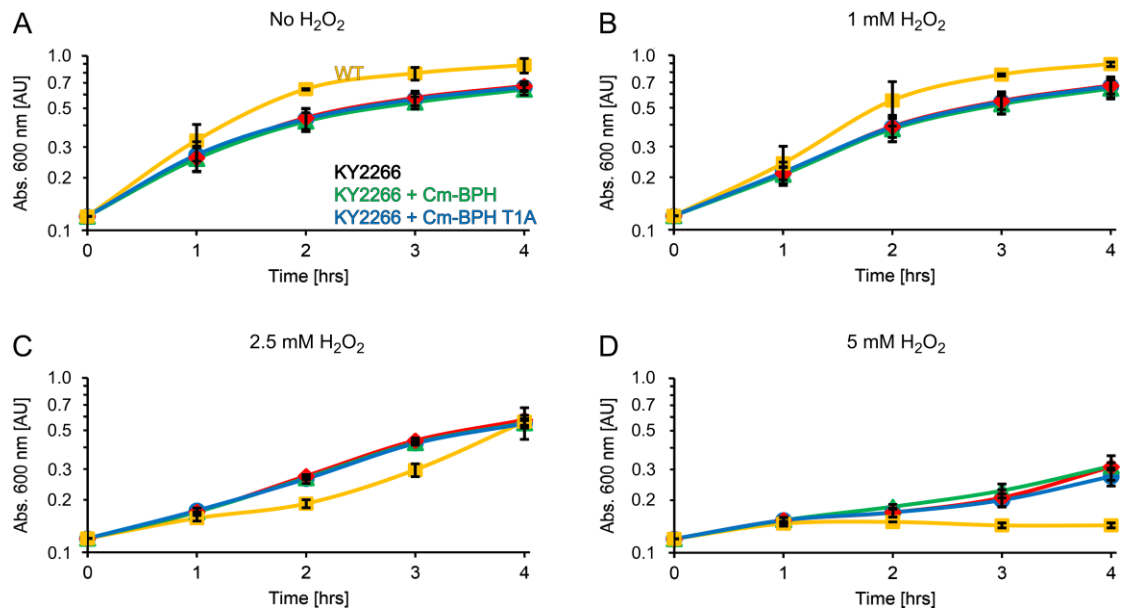 A
No H₂O₂
Abs. 600 nm [AU]
1.0
0.7
0.5
0.3
0.2
0.1
WT
KY2266
KY2266 + Cm-BPH
KY2266 + Cm-BPH T1A
0 1 2 3 4
Time [hrs]
B
1 mM H₂O₂
Abs. 600 nm [AU]
1.0
0.7
0.5
0.3
0.2
0.1
0 1 2 3 4
Time [hrs]
C
2.5 mM H₂O₂
Abs. 600 nm [AU]
1.0
0.7
0.5
0.3
0.2
0.1
0 1 2 3 4
Time [hrs]
D
5 mM H₂O₂
Abs. 600 nm [AU]
1.0
0.7
0.5
0.3
0.2
0.1
0 1 2 3 4
Time [hrs]